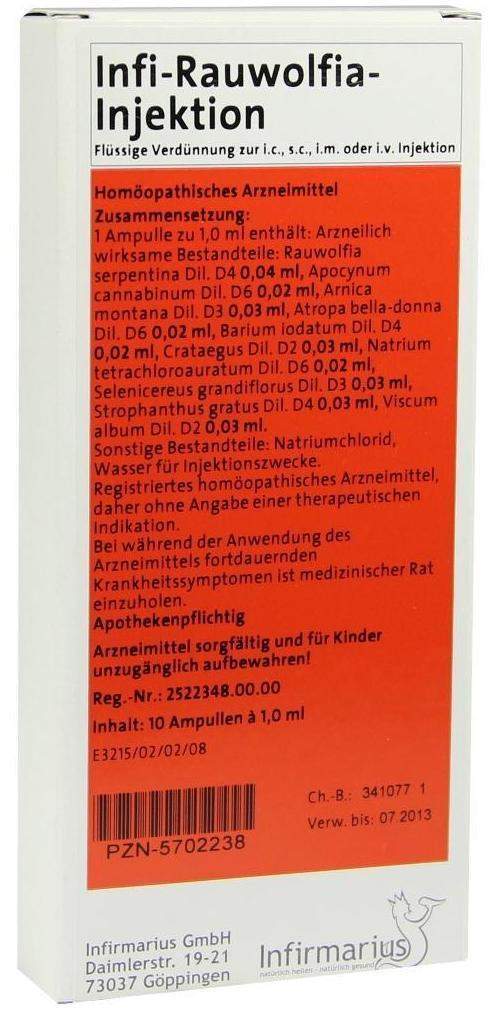 Infi-Rauwolfia-
Injektion
Flüssige Verdünnung zur i.c., s.c., i.m. oder i.v. Injektion
Homöopathisches Arzneimittel
Zusammensetzung:
1 Ampulle zu 1,0 ml enthält: Arzneilich
wirksame Bestandteile: Rauwolfia
serpentina Dil. D4 0,04 ml, Apocynum
cannabinum Dil. D6 0,02 ml, Arnica
montana Dil. D3 0,03 ml, Atropa bella-donna
Dil. D6 0,02 ml, Barium iodatum Dil. D4
0,02 ml, Crataegus Dil. D2 0,03 ml, Natrium
tetrachloroauratum Dil. D6 0,02 ml,
Selenicereus grandiflorus Dil. D3 0,03 ml,
Strophanthus gratus Dil. D4 0,03 ml, Viscum
album Dil. D2 0,03 ml.
Sonstige Bestandteile: Natriumchlorid,
Wasser für Injektionszwecke.
Registriertes homöopathisches Arzneimittel,
daher ohne Angabe einer therapeutischen
Indikation.
Bei während der Anwendung des
Arzneimittels fortdauernden
Krankheitssymptomen ist medizinischer Rat
einzuholen.
Apothekenpflichtig
Arzneimittel sorgfältig und für Kinder
unzugänglich aufbewahren!
Reg.-Nr.: 2522348.00.00
Inhalt: 10 Ampullen à 1,0 ml
E3215/02/02/08
Ch.-B.: 341077 1
Verw. bis: 07.2013
PZN-5702238
Infirmarius GmbH
Daimlerstr. 19-21
73037 Göppingen
Infirmarius
natürlich heilen - natürlich gesund